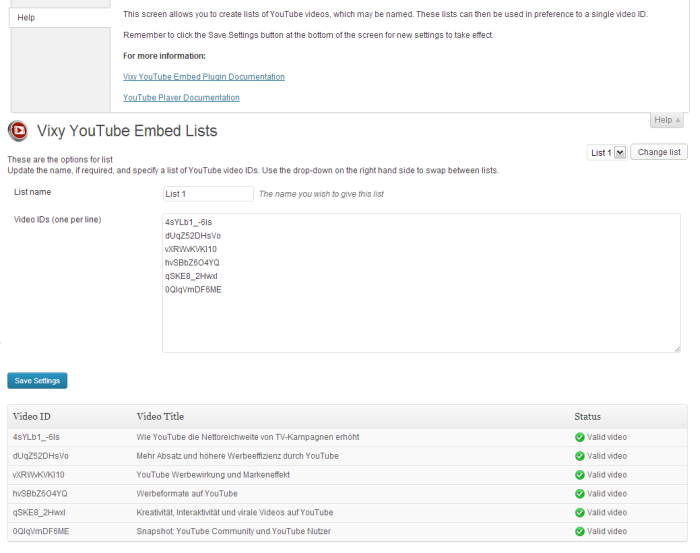 This screen allows you to create lists of YouTube videos, which may be named. These lists can then be used in preference to a single video ID.
Help
Remember to click the Save Settings button at the bottom of the screen for new settings to take effect.
For more information:
Vixy YouTube Embed Plugin Documentation
YouTube Player Documentation
Help
Vixy YouTube Embed Lists
List 1 Change list
These are the options for list
Update the name, if required, and specify a list of YouTube video IDs. Use the drop-down on the right hand side to swap between lists.
List name List 1 The name you wish to give this list
Video IDs (one per line)
4sYLb1_-6Is
dUqZ52DHsVo
vXRWvKVKI10
hvSBbZ6O4YQ
qSKE8_2HwxI
0QIqVmDF6ME
Save Settings
Video ID Video Title Status
4sYLb1_-6Is Wie YouTube die Nettoreichweite von TV-Kampagnen erhöht Valid video
dUqZ52DHsVo Mehr Absatz und höhere Werbeeffizienz durch YouTube Valid video
vXRWvKVKI10 YouTube Werbewirkung und Markeneffekt Valid video
hvSBbZ6O4YQ Werbeformate auf YouTube Valid video
qSKE8_2HwxI Kreativität, Interaktivität und virale Videos auf YouTube Valid video
0QIqVmDF6ME Snapshot: YouTube Community und YouTube Nutzer Valid video